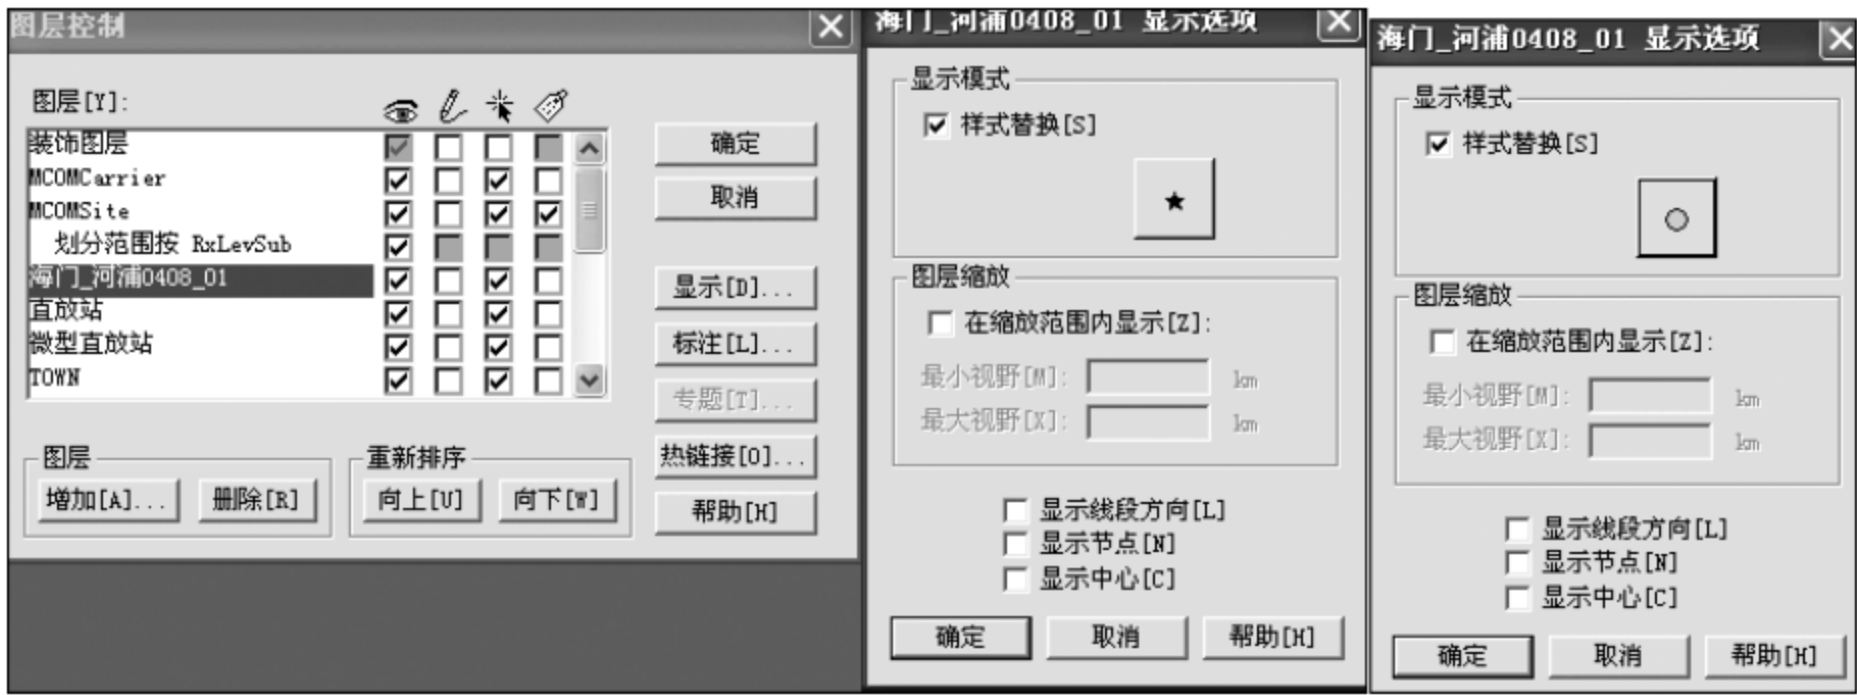 图层控制
图层[Y]:
装饰图层
MCOMCarrier
MCOMSite
划分范围按 RxLevSub
海门_河浦0408_01
直放站
微型直放站
TOWN
确定
取消
显示[D]...
标注[L]...
专题[T]...
热链接[O]...
帮助[H]
图层
增加[A]...
删除[R]
重新排序
向上[U]
向下[W]
海门_河浦0408_01 显示选项
显示模式
样式替换[S]
图层缩放
在缩放范围内显示[Z]:
最小视野[M]: km
最大视野[X]: km
显示线段方向[L]
显示节点[N]
显示中心[C]
确定 取消 帮助[H]
海门_河浦0408_01 显示选项
显示模式
样式替换[S]
图层缩放
在缩放范围内显示[Z]:
最小视野[M]: km
最大视野[X]: km
显示线段方向[L]
显示节点[N]
显示中心[C]
确定 取消 帮助[H]